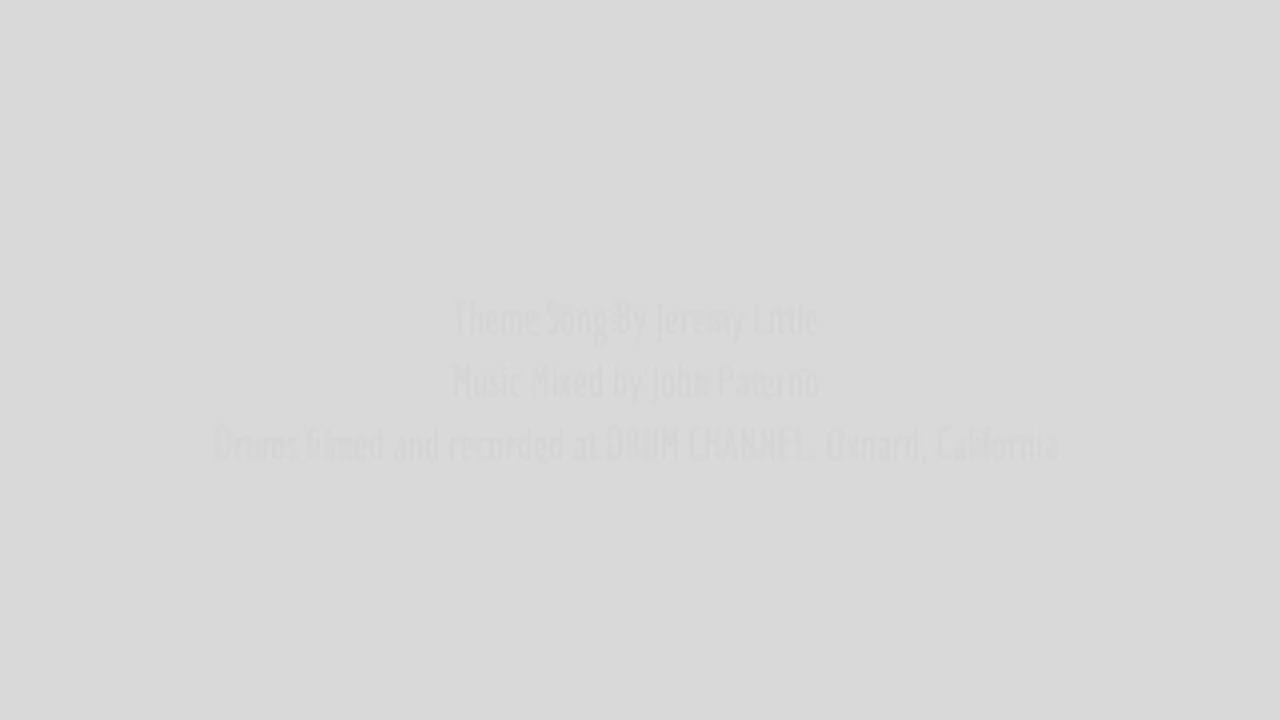 Theme Song By Jeremy Little
Music Mixed by John Paterno
Drums filmed and recorded at DRUM CHANNEL. Oxnard, California